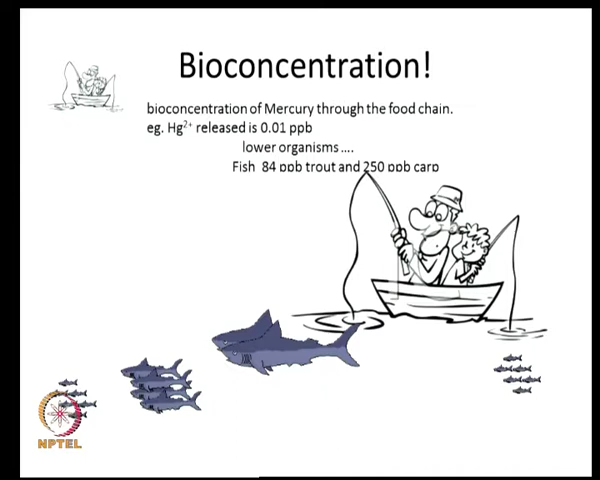 Bioconcentration!
bioconcentration of Mercury through the food chain.
eg. Hg²⁺ released is 0.01 ppb
lower organisms ....
Fish 84 ppb trout and 250 ppb carp
NPTEL